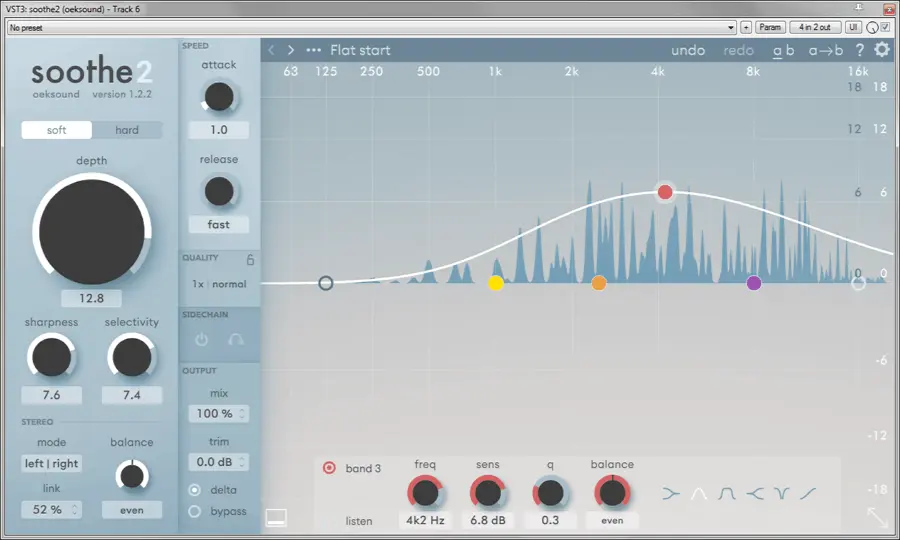 VST3: soothe2 (oeksound) - Track 6
No preset
+ Param 4 in 2 out UI
soothe2
oeksound version 1.2.2
soft hard
depth
12.8
sharpness selectivity
7.6 7.4
STEREO
mode balance
left | right
link
52 % even
SPEED
attack
1.0
release
fast
QUALITY
1x normal
SIDECHAIN
OUTPUT
mix
100 %
trim
0.0 dB
delta
bypass
Flat start undo redo a b a→b ?
63 125 250 500 1k 2k 4k 8k 16k
18 18
12 12
6 6
0 0
-6
-12
-18
band 3 freq sens q balance
listen 4k2 Hz 6.8 dB 0.3 even